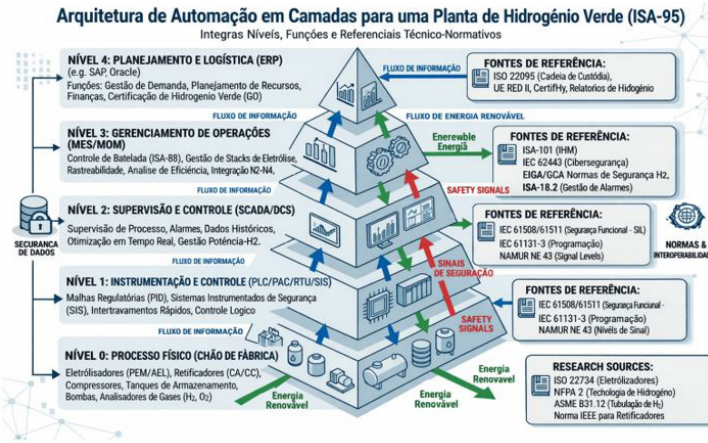 Arquitetura de Automação em Camadas para uma Planta de Hidrogénio Verde (ISA-95)
Integras Níveis, Funções e Referenciais Técnico-Normativos
NÍVEL 4: PLANEJAMENTO E LOGÍSTICA (ERP)
(e.g. SAP, Oracle)
Funções: Gestão de Demanda, Planejamento de Recursos,
Finanças, Certificação de Hidrogenio Verde (GO)
FLUXO DE INFORMAÇÃO
FLUXO DE INFORMAÇÃO
FONTES DE REFERÊNCIA:
ISO 22095 (Cadeia de Custódia),
UE RED II, CertifHy, Relatorios de Hidogénio
FLUXO DE ENERGIA RENOVÁVEL
NÍVEL 3: GERENCIAMENTO DE OPERAÇÕES
(MES/MOM)
Controle de Batelada (ISA-88), Gestão de Stacks de Eletrólise,
Rastreabilidade, Analise de Eficiência, Integração N2-N4,
FLUXO DE INFORMAÇÃO
Enerewble
Energiã
SAFETY SIGNALS
FONTES DE REFERÊNCIA:
ISA-101 (IHM)
IEC 62443 (Cibersegurança)
EIGA/GCA Normas de Segurança H2,
ISA-18.2 (Gestão de Alarmes)
SEGURANCA
DE DADOS
NÍVEL 2: SUPERVISÃO E CONTROLE (SCADA/DCS)
Supervisão de Processo, Alarmes, Dados Históricos,
Otimização em Tempo Real, Gestão Potência-H2.
FLUXO DE INFORMAÇÃO
FONTES DE REFERÊNCIA:
IEC 61508/61511 (Segurança Funcional - SIL)
IEC 61131-3 (Programação)
NAMUR NE 43 (Signal Levels)
NORMAS &
INTEROPERABILIDADE
NÍVEL 1: INSTRUMENTAÇÃO E CONTROLE (PLC/PAC/RTU/SIS)
Malhas Regulatórias (PID), Sistemas Instrumentados de Segurança
(SIS), Intertravamentos Rápidos, Controle Logico
FLUXO DE INFORMAÇÃO
SINAIS
DE SEGURAÇÃO
SAFETY
SIGNALS
FONTES DE REFERÊNCIA:
IEC 61508/61511 (Segurança Funcional -
IEC 61131-3 (Programação)
NAMUR NE 43 (Nivéls de Sinal)
NÍVEL 0: PROCESSO FÍSICO (CHÃO DE FÀBRICA)
Eletrólisadores (PEM/AEL), Retificadores (CA/CC),
Compressores, Tanques de Armazenamento,
Bombas, Analisadores de Gases (H₂, O₂)
Energia
Renovável
Energia
Renovável
Energia
Renovavel
RESEARCH SOURCES:
ISO 22734 (Eletrólizadores)
NFPA 2 (Techologia de Hidrogéno)
ASME B31.12 (Tubulação de H₂)
Norma IEEE para Retificadores